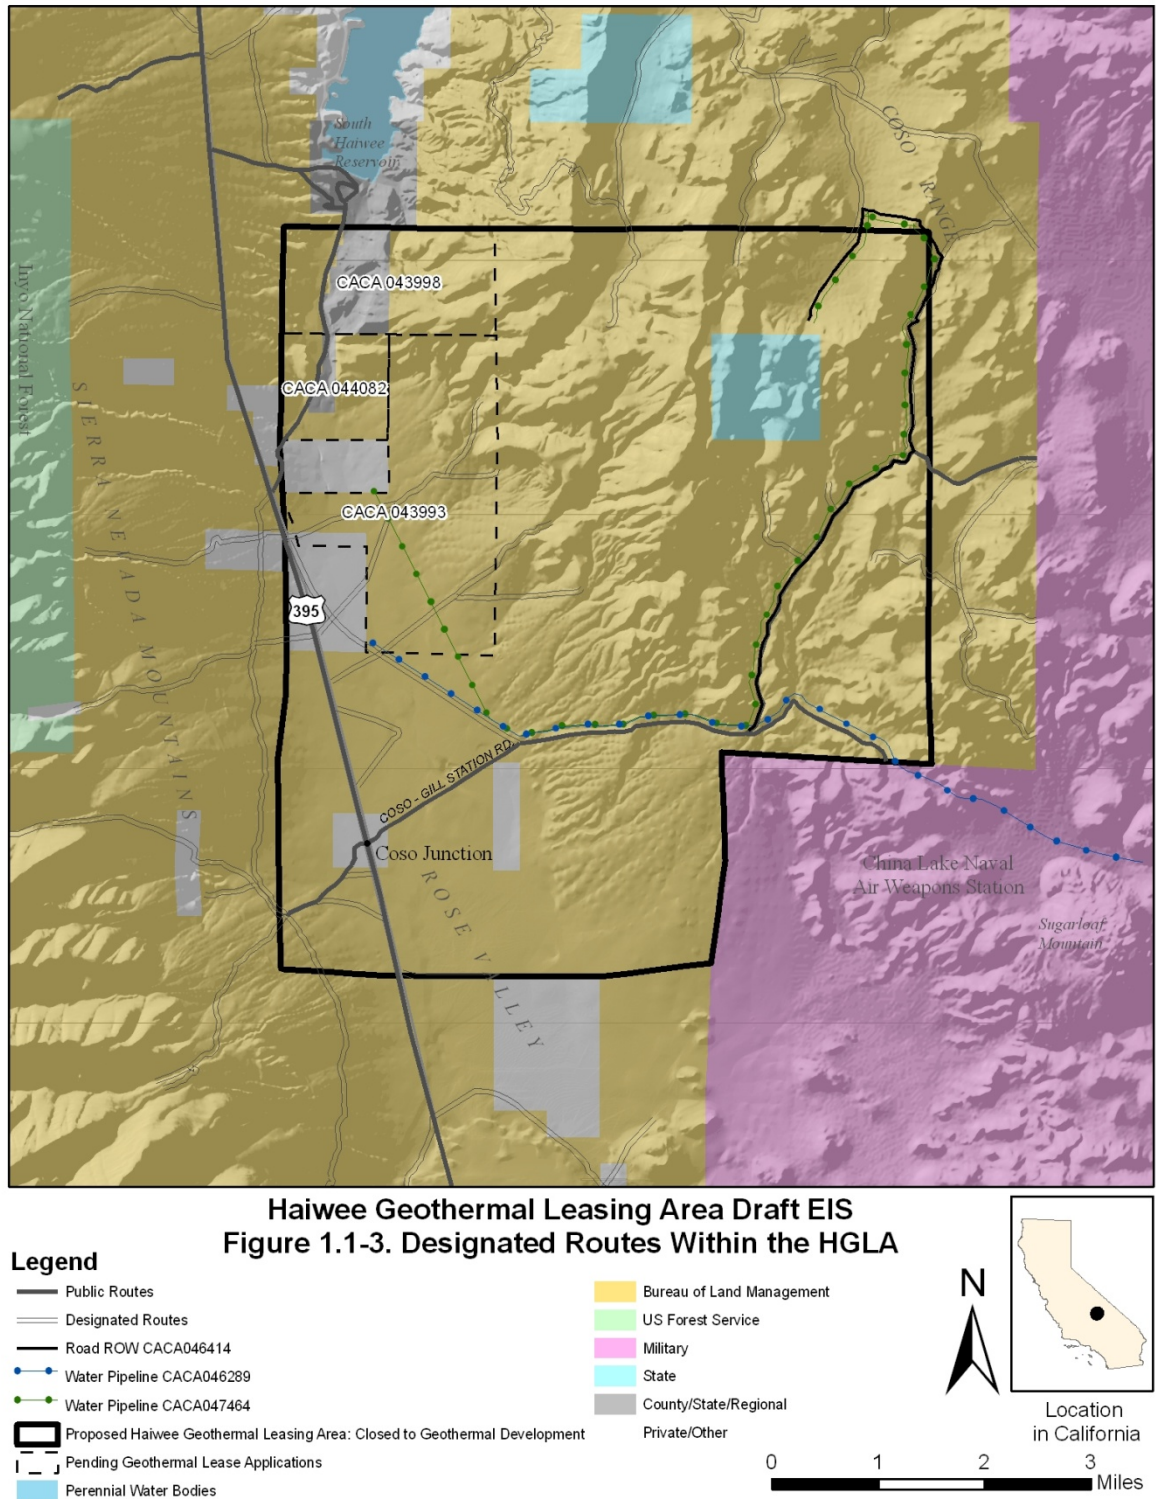 South
Haiwee
Reservoir
COSO
RANGE
CACA 043998
CACA 044082
CACA 043993
Inyo National Forest
SIERRA NEVADA MOUNTAINS
395
COSO - GILL STATION RD.
Coso Junction
ROSE VALLEY
China Lake Naval
Air Weapons Station
Sugarloaf
Mountain
Haiwee Geothermal Leasing Area Draft EIS
Figure 1.1-3. Designated Routes Within the HGLA
Legend
Public Routes
Designated Routes
Road ROW CACA046414
Water Pipeline CACA046289
Water Pipeline CACA047464
Proposed Haiwee Geothermal Leasing Area: Closed to Geothermal Development
Pending Geothermal Lease Applications
Perennial Water Bodies
Bureau of Land Management
US Forest Service
Military
State
County/State/Regional
Private/Other
N
Location
in California
0 1 2 3
Miles